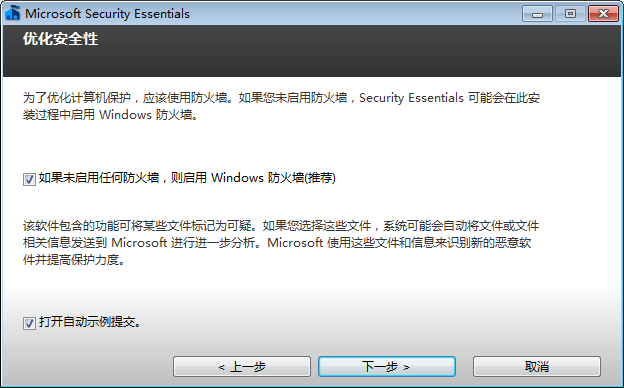 Microsoft Security Essentials
优化安全性
为了优化计算机保护，应该使用防火墙。如果您未启用防火墙，Security Essentials 可能会在此安
装过程中启用 Windows 防火墙。
如果未启用任何防火墙，则启用 Windows 防火墙(推荐)
该软件包含的功能可将某些文件标记为可疑。如果您选择这些文件，系统可能会自动将文件或文件
相关信息发送到 Microsoft 进行进一步分析。Microsoft 使用这些文件和信息来识别新的恶意软
件并提高保护力度。
打开自动示例提交。
< 上一步 下一步 > 取消